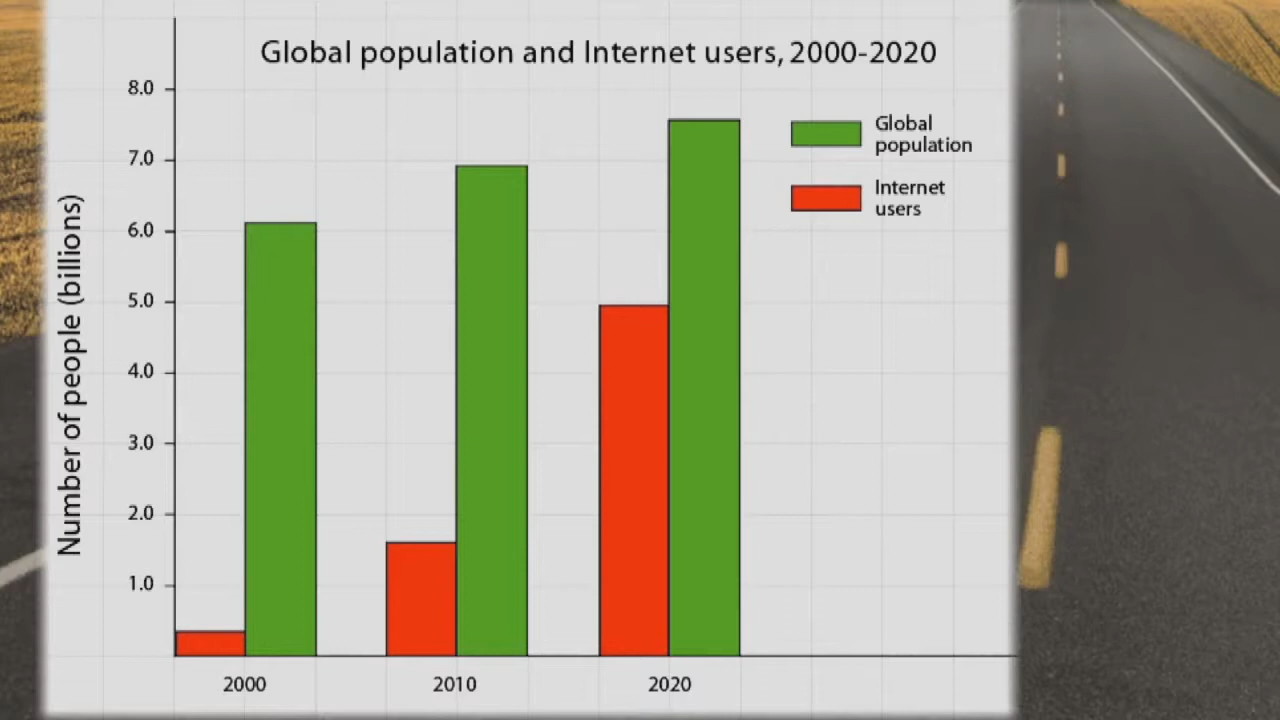 Global population and Internet users, 2000-2020
8.0
7.0
6.0
5.0
4.0
3.0
2.0
1.0
Number of people (billions)
Global
population
Internet
users
2000
2010
2020